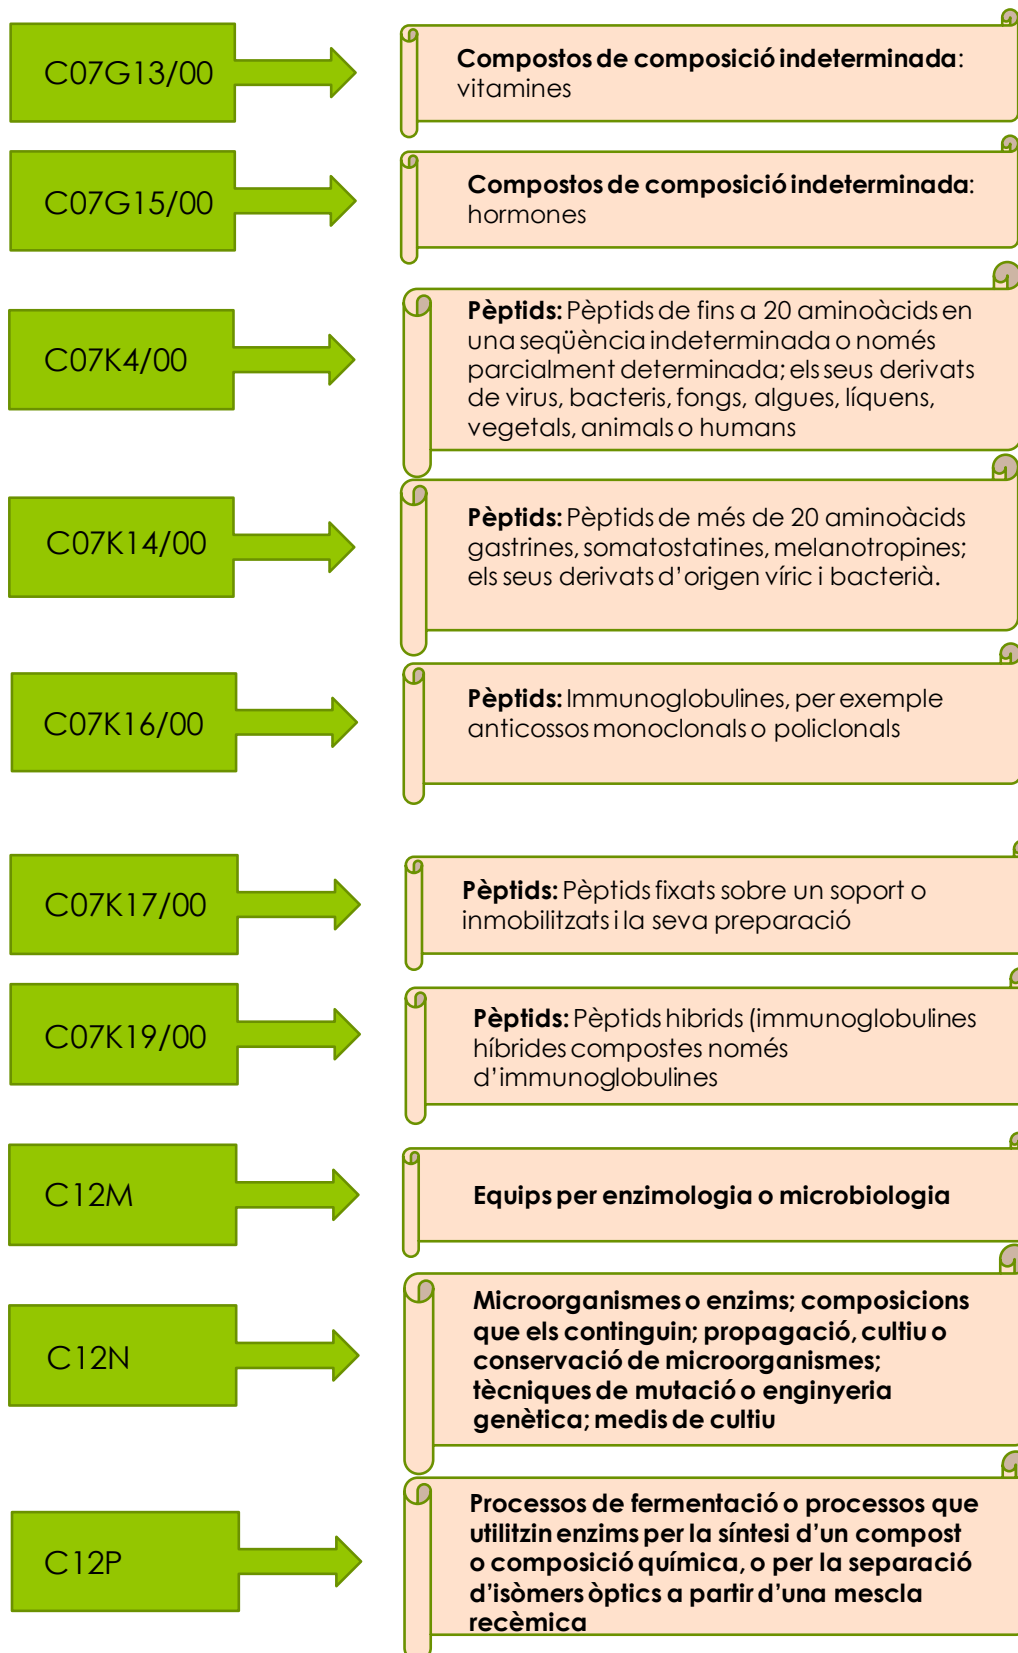 C07G13/00
Compostos de composició indeterminada:
vitamines
C07G15/00
Compostos de composició indeterminada:
hormones
C07K4/00
Pèptids: Pèptids de fins a 20 aminoàcids en
una seqüència indeterminada o només
parcialment determinada; els seus derivats
de virus, bacteris, fongs, algues, líquens,
vegetals, animals o humans
C07K14/00
Pèptids: Pèptids de més de 20 aminoàcids
gastrines, somatostatines, melanotropines;
els seus derivats d’origen víric i bacterià.
C07K16/00
Pèptids: Immunoglobulines, per exemple
anticossos monoclonals o policlonals
C07K17/00
Pèptids: Pèptids fixats sobre un soport o
inmobilitzats i la seva preparació
C07K19/00
Pèptids: Pèptids hibrids (immunoglobulines
híbrides compostes només
d’immunoglobulines
C12M
Equips per enzimologia o microbiologia
C12N
Microorganismes o enzims; composicions
que els continguin; propagació, cultiu o
conservació de microorganismes;
tècniques de mutació o enginyeria
genètica; medis de cultiu
C12P
Processos de fermentació o processos que
utilitzin enzims per la síntesi d’un compost
o composició química, o per la separació
d’isòmers òptics a partir d’una mescla
recèmica